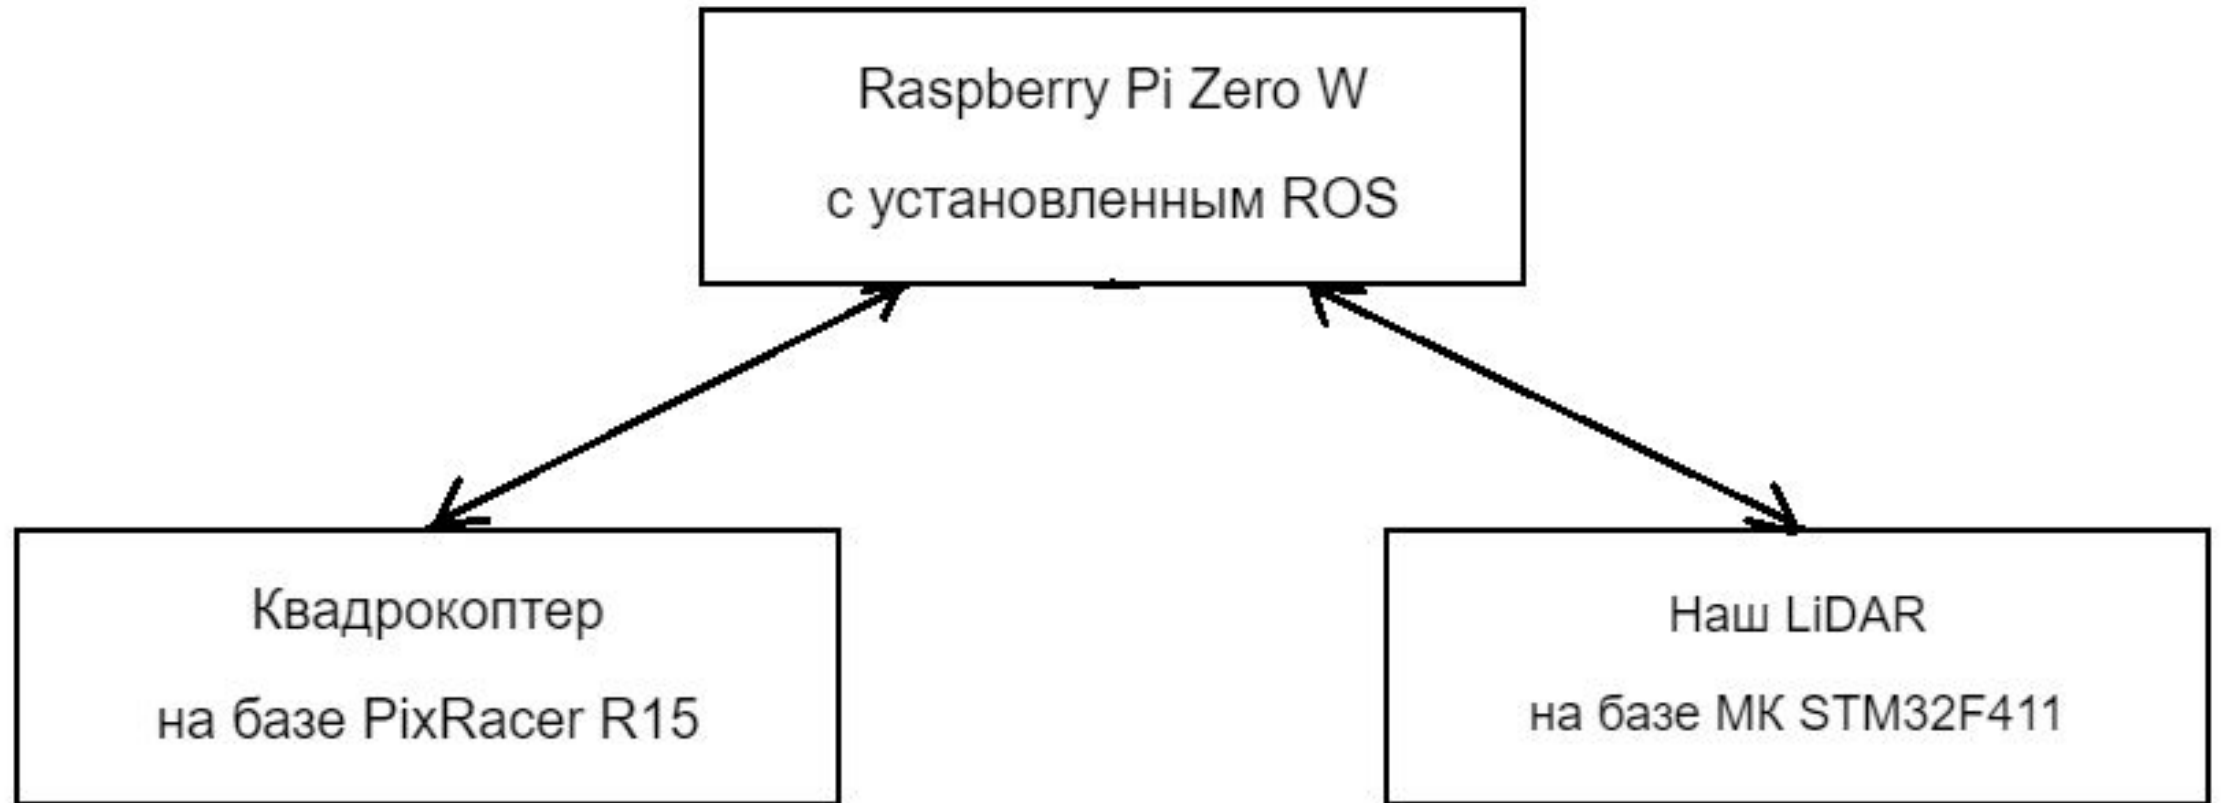 Raspberry Pi Zero W
с установленным ROS
Квадрокоптер
на базе PixRacer R15
Наш LiDAR
на базе МК STM32F411